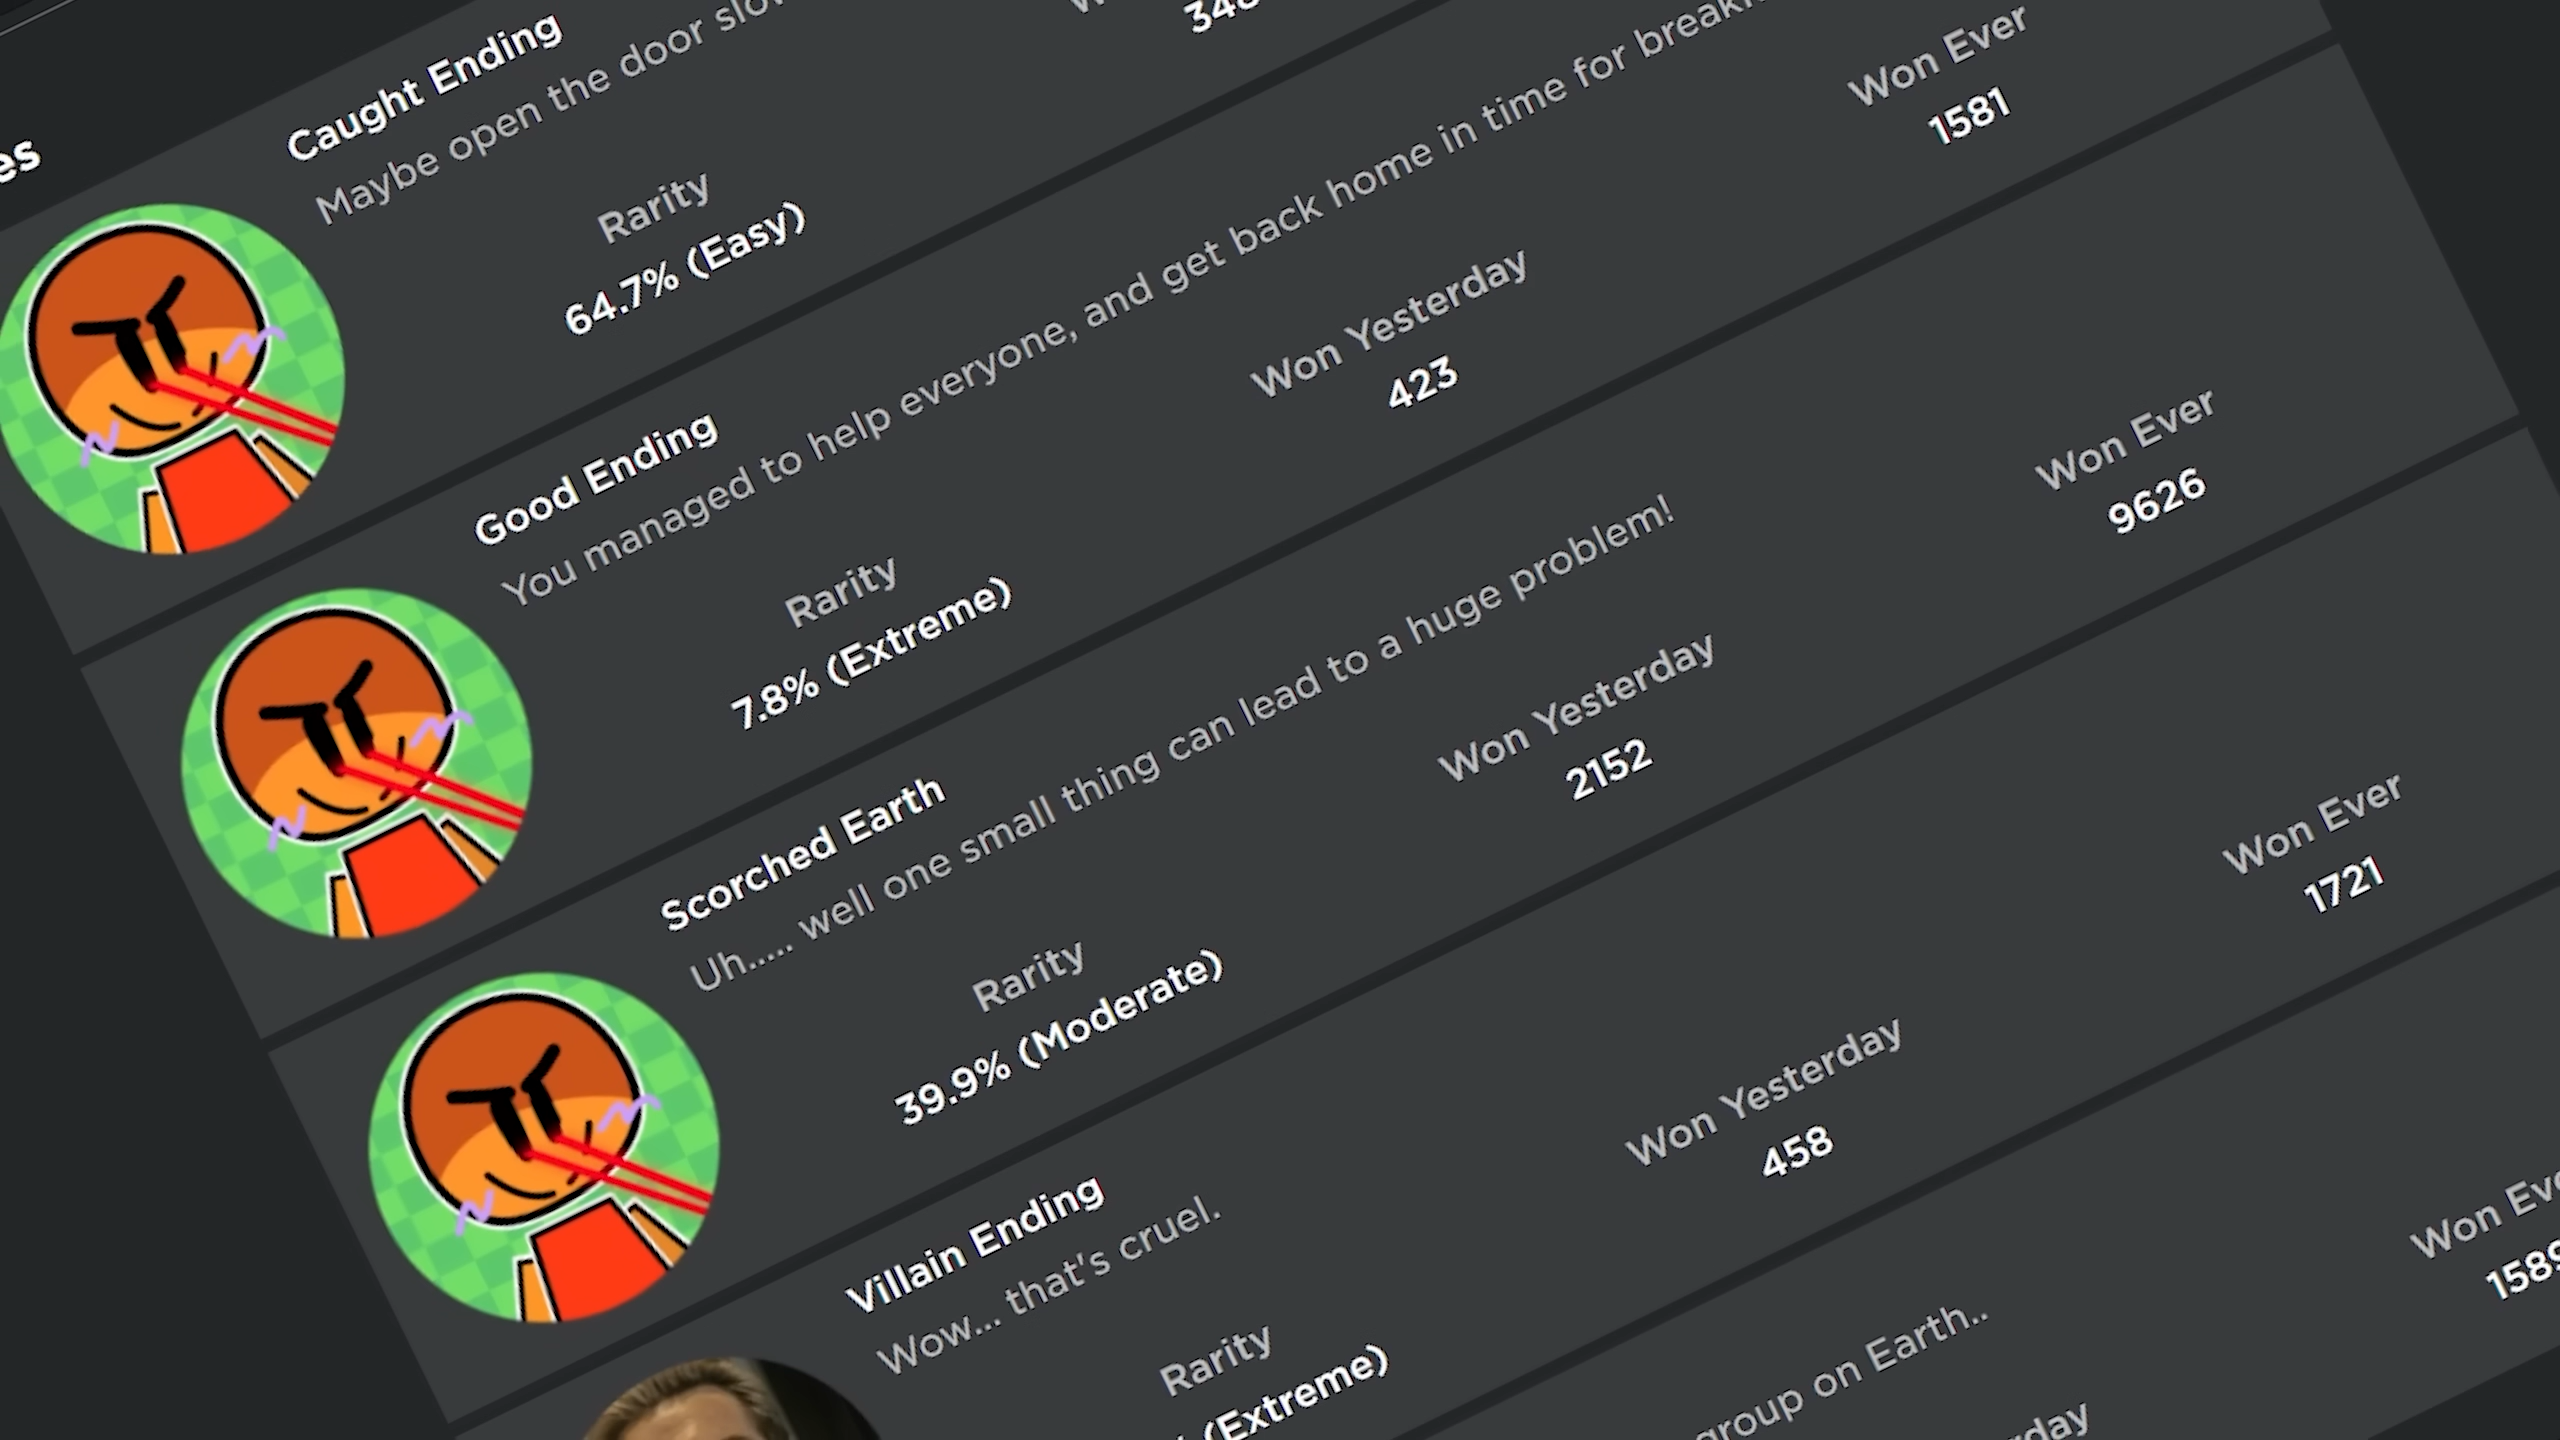 Caught Ending
Maybe open the door
Rarity
64.7% (Easy)
Good Ending
You managed to help everyone, and get back home in time for
Rarity
Won Yesterday
Won Ever
7.8% (Extreme)
423
1581
Scorched Earth
Uh..... well one small thing can lead to a huge problem!
Rarity
Won Yesterday
Won Ever
39.9% (Moderate)
2152
9626
Villain Ending
Wow... that's cruel.
Rarity
Won Yesterday
Won Ever
(Extreme)
458
1721
group on Earth..
Won